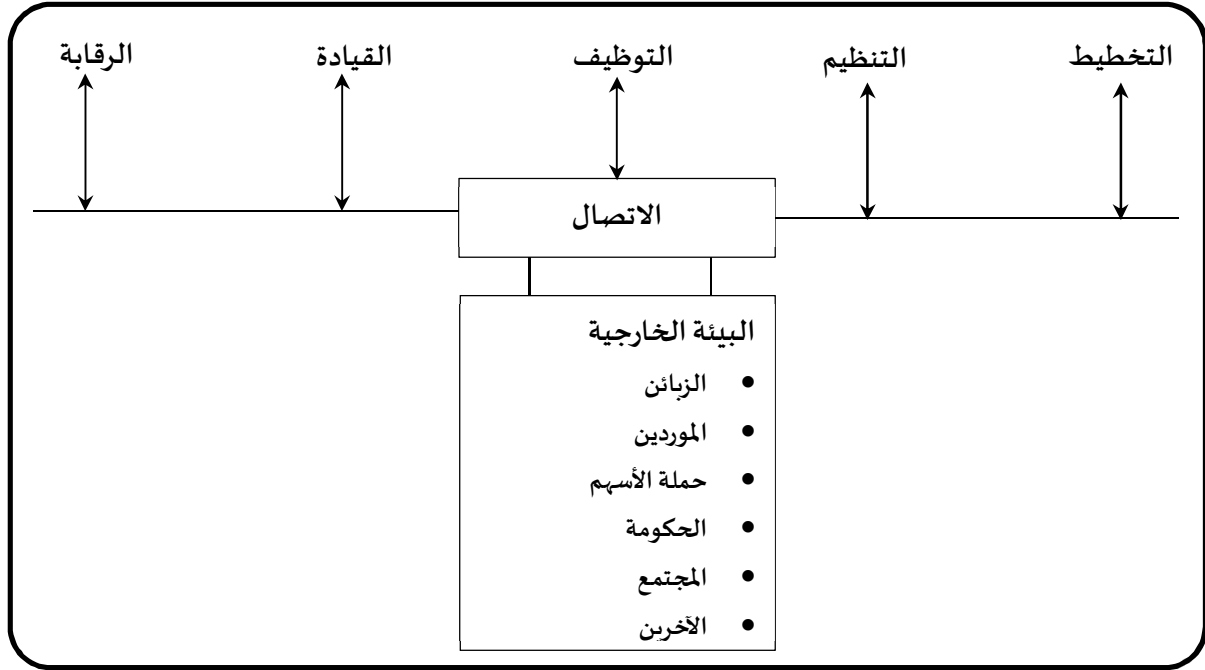 التخطيط
التنظيم
التوظيف
القيادة
الرقابة
الاتصال
البيئة الخارجية
• الزبائن
• الموردين
• حملة الأسهم
• الحكومة
• المجتمع
• الآخرين